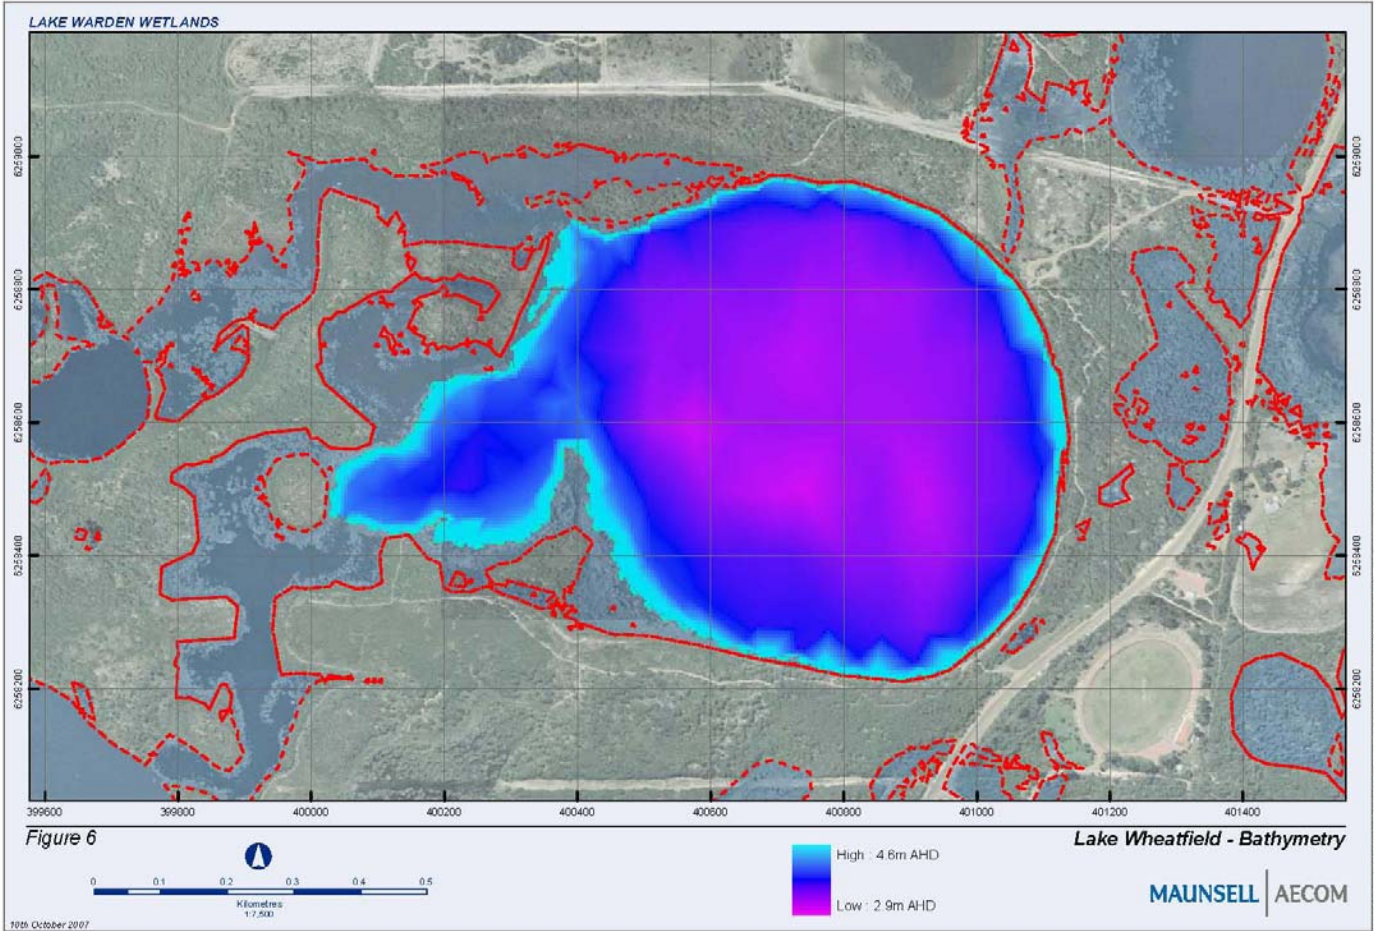 LAKE WARDEN WETLANDS
6259000
6258800
6258600
6258400
6258200
6259000
6258800
6258600
6258400
6258200
399600
399800
400000
400200
400400
400600
400800
401000
401200
401400
Figure 6
Lake Wheatfield - Bathymetry
0 0.1 0.2 0.3 0.4 0.5
Kilometres
1:7,500
High : 4.6m AHD
Low : 2.9m AHD
MAUNSELL | AECOM
10th October 2007